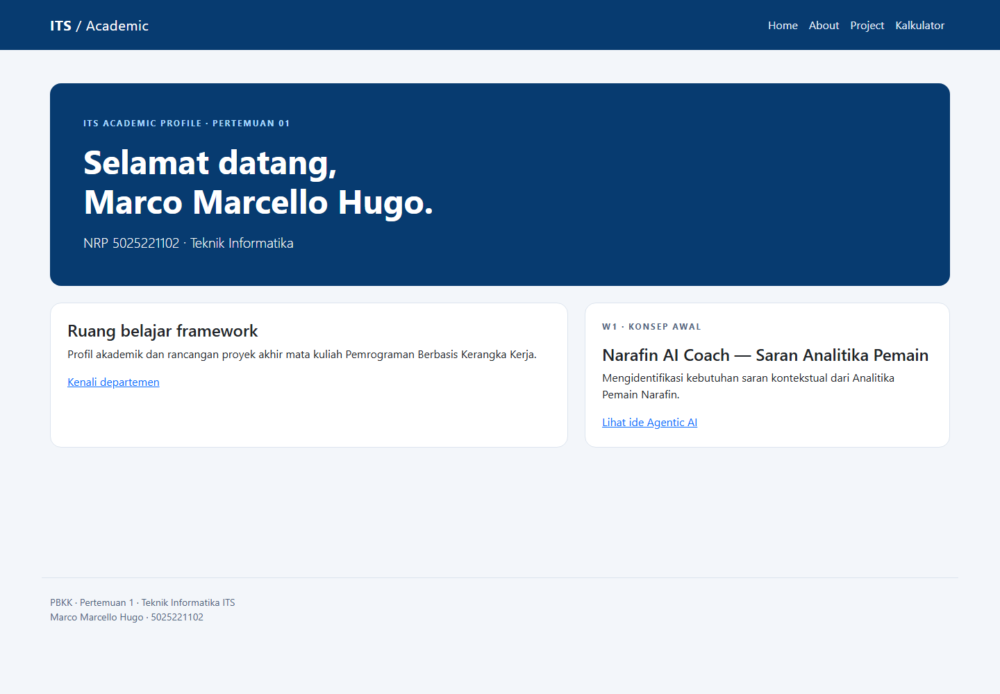 ITS / Academic
Home About Project Kalkulator
ITS ACADEMIC PROFILE · PERTEMUAN 01
Selamat datang,
Marco Marcello Hugo.
NRP 5025221102 · Teknik Informatika
Ruang belajar framework
Profil akademik dan rancangan proyek akhir mata kuliah Pemrograman Berbasis Kerangka Kerja.
Kenali departemen
W1 · KONSEP AWAL
Narafin AI Coach — Saran Analitika Pemain
Mengidentifikasi kebutuhan saran kontekstual dari Analitika
Pemain Narafin.
Lihat ide Agentic AI
PBKK · Pertemuan 1 · Teknik Informatika ITS
Marco Marcello Hugo · 5025221102